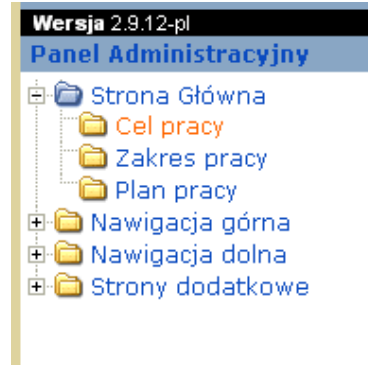 Wersja 2.9.12-pl
Panel Administracyjny
Strona Główna
Cel pracy
Zakres pracy
Plan pracy
Nawigacja górna
Nawigacja dolna
Strony dodatkowe